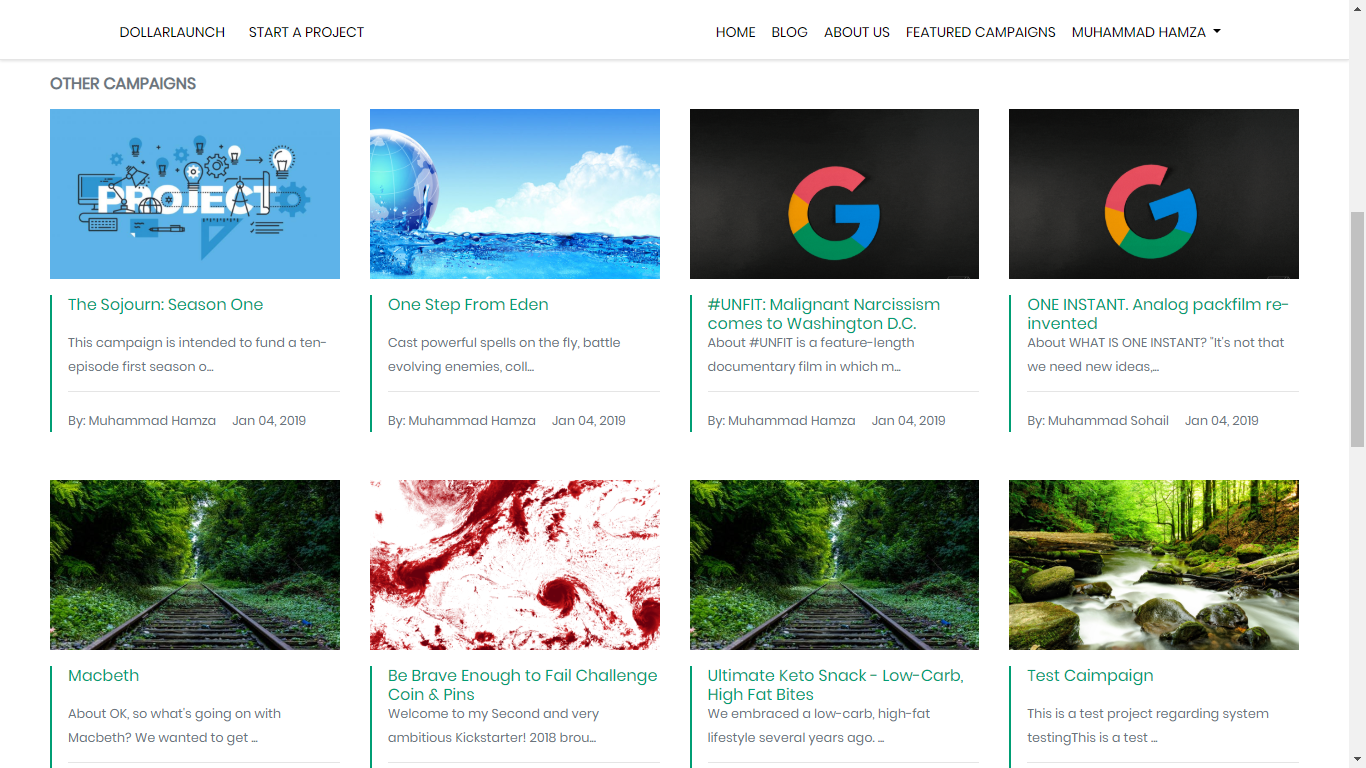 DOLLARLAUNCH START A PROJECT HOME BLOG ABOUT US FEATURED CAMPAIGNS MUHAMMAD HAMZA
OTHER CAMPAIGNS
PROJECT
The Sojourn: Season One
This campaign is intended to fund a ten-
episode first season o...
By: Muhammad Hamza Jan 04, 2019
One Step From Eden
Cast powerful spells on the fly, battle
evolving enemies, coll...
By: Muhammad Hamza Jan 04, 2019
#UNFIT: Malignant Narcissism
comes to Washington D.C.
About #UNFIT is a feature-length
documentary film in which m...
By: Muhammad Hamza Jan 04, 2019
ONE INSTANT. Analog packfilm re-
invented
About WHAT IS ONE INSTANT? "It's not that
we need new ideas,...
By: Muhammad Sohail Jan 04, 2019
Macbeth
About OK, so what's going on with
Macbeth? We wanted to get ...
Be Brave Enough to Fail Challenge
Coin & Pins
Welcome to my Second and very
ambitious Kickstarter! 2018 brou...
Ultimate Keto Snack - Low-Carb,
High Fat Bites
We embraced a low-carb, high-fat
lifestyle several years ago. ...
Test Caimpaign
This is a test project regarding system
testingThis is a test ...